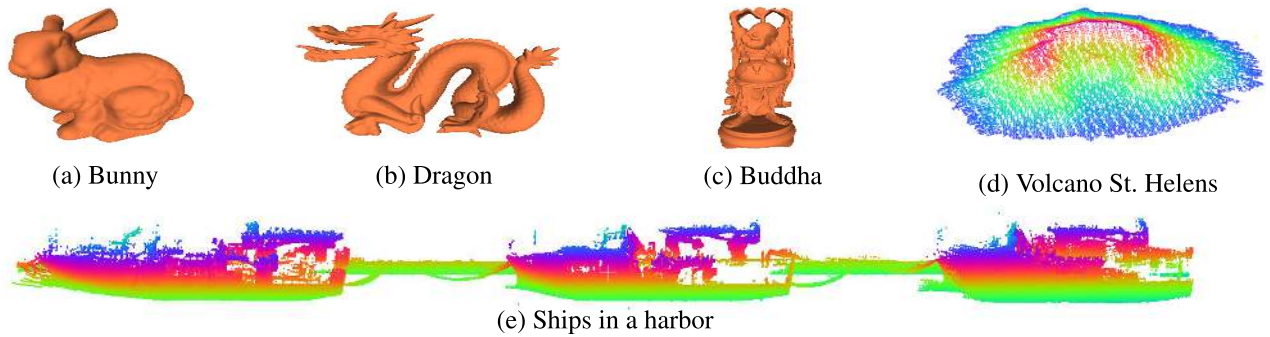 (a) Bunny
(b) Dragon
(c) Buddha
(d) Volcano St. Helens
(e) Ships in a harbor